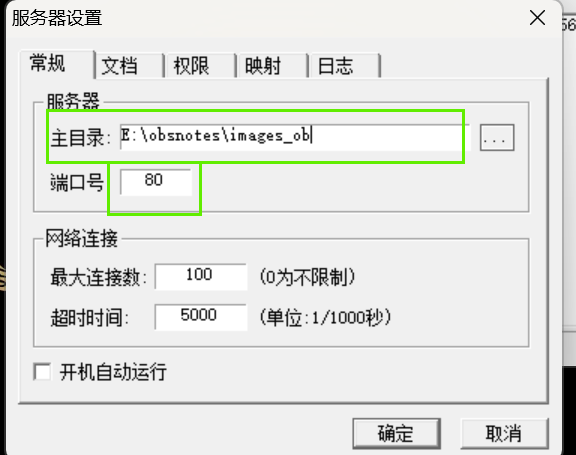 服务器设置
常规 文档 权限 映射 日志
服务器
主目录: E:\obsnotes\images_ob ...
端口号 80
网络连接
最大连接数: 100 (0为不限制)
超时时间: 5000 (单位:1/1000秒)
开机自动运行
确定 取消